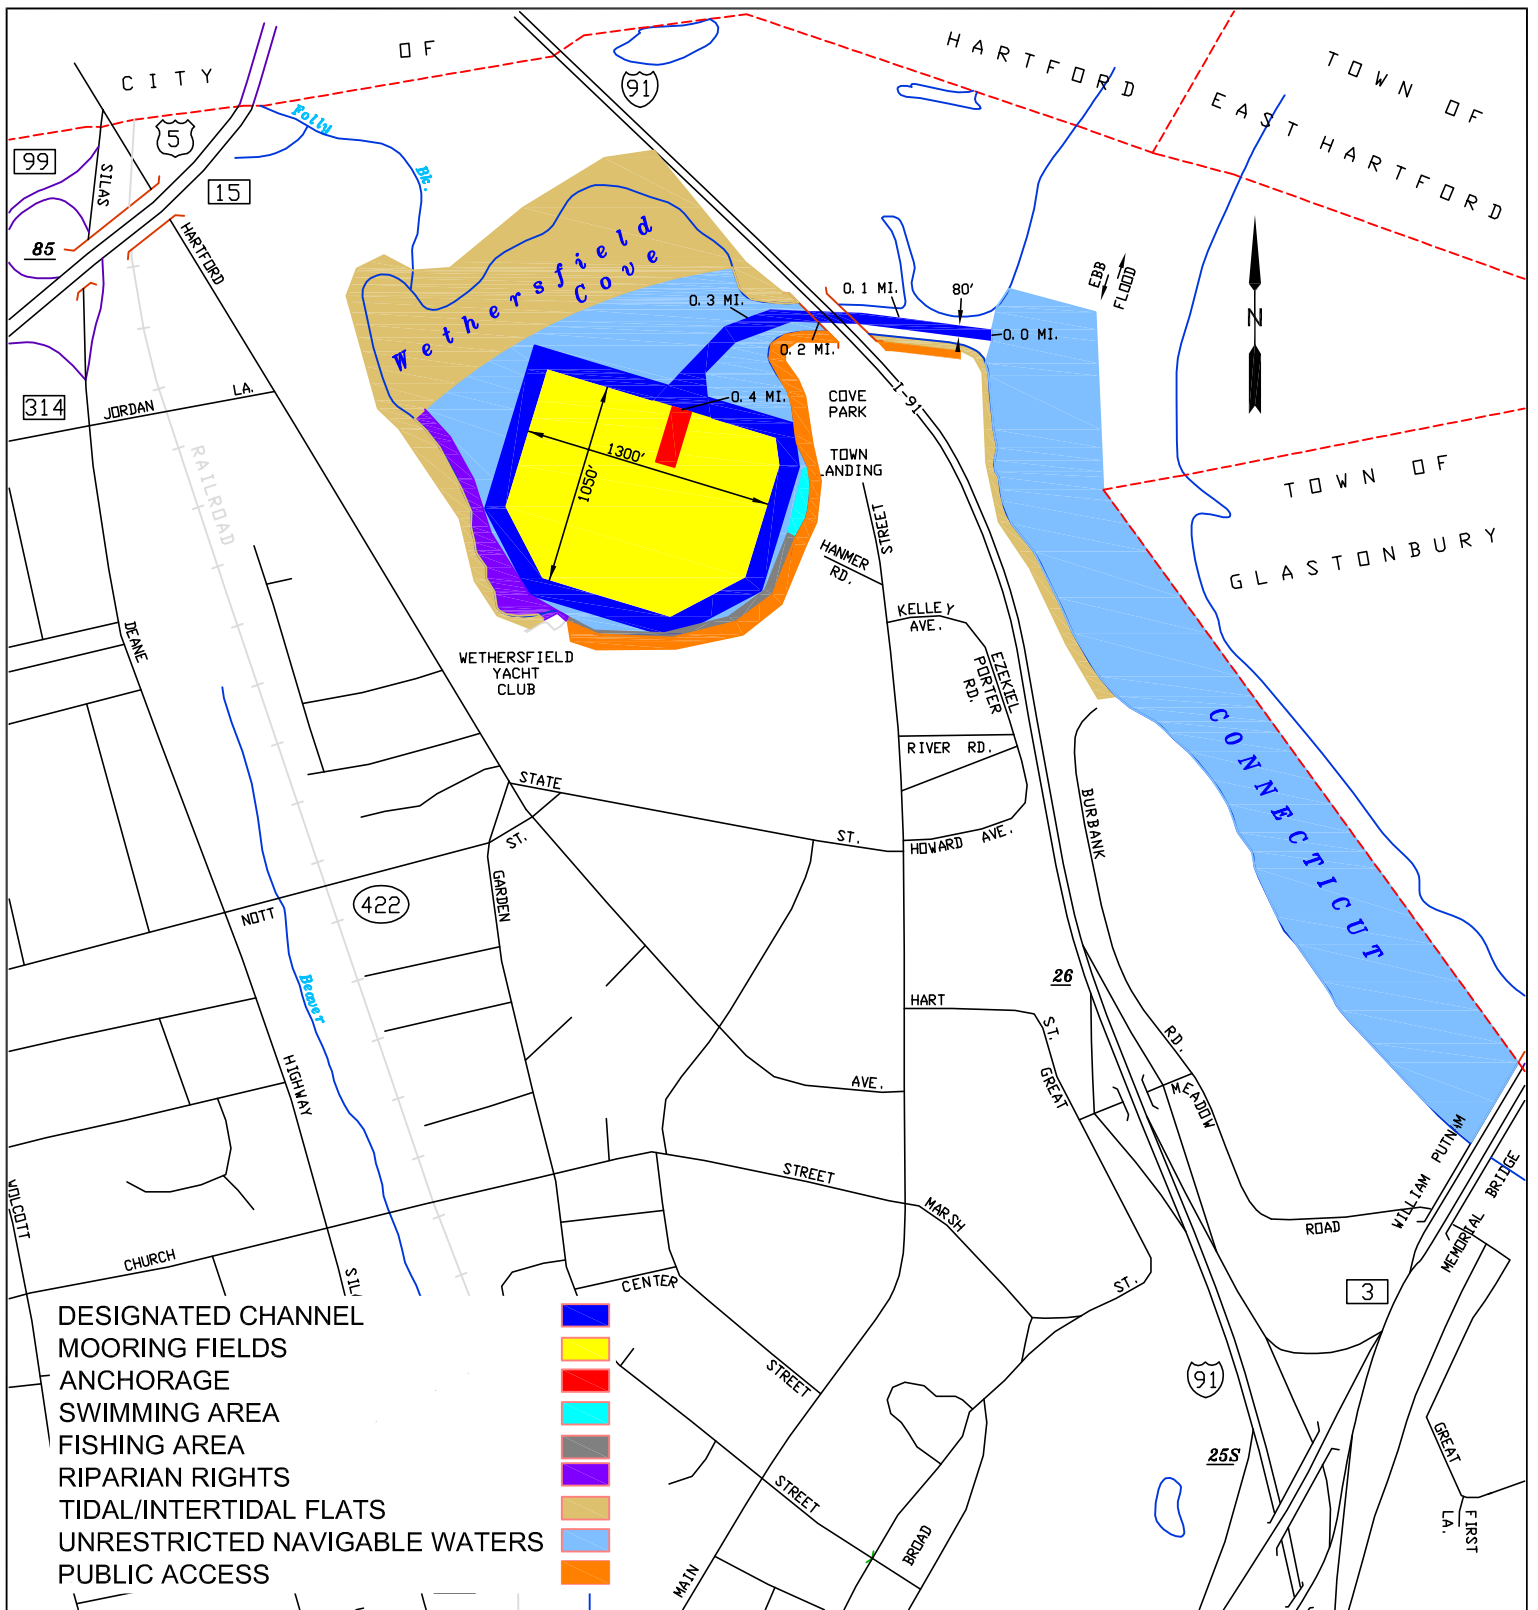 CITY
OF
HARTFORD
TOWN OF
EAST HARTFORD
91
5
99
15
SILAS
85
Folly
Bk.
HARTFORD
Wethersfield
Cove
EBB
FLOOD
N
0.3 MI.
0.1 MI.
80'
0.0 MI.
0.2 MI.
0.4 MI.
I-91
314
JORDAN
LA.
RAILROAD
COVE
PARK
TOWN
LANDING
1300'
1050'
TOWN OF
GLASTONBURY
STREET
HANMER
RD.
KELLEY
AVE.
DEANE
WETHERSFIELD
YACHT
CLUB
EZEKIEL
PORTER
RD.
RIVER RD.
CONNECTICUT
STATE
ST.
ST.
HOWARD AVE.
BURBANK
GARDEN
422
NOTT
Beaver
26
HART
ST.
RD.
HIGHWAY
AVE.
GREAT
MEADOW
WILLIAM PUTNAM
MEMORIAL BRIDGE
STREET
MARSH
WOLCOTT
CHURCH
ROAD
CENTER
ST.
3
STREET
91
GREAT
25S
STREET
BROAD
FIRST
LA.
MAIN
DESIGNATED CHANNEL
MOORING FIELDS
ANCHORAGE
SWIMMING AREA
FISHING AREA
RIPARIAN RIGHTS
TIDAL/INTERTIDAL FLATS
UNRESTRICTED NAVIGABLE WATERS
PUBLIC ACCESS